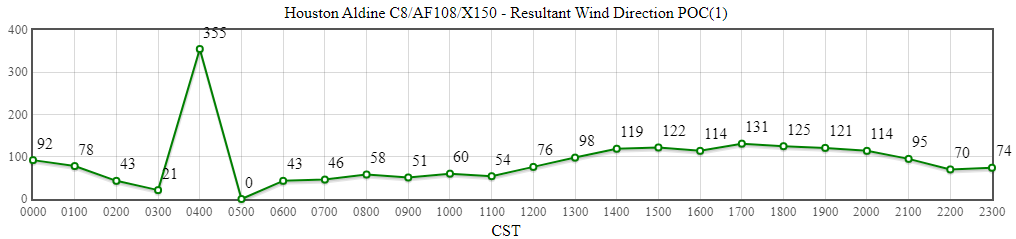 Houston Aldine C8/AF108/X150 - Resultant Wind Direction POC(1)
400
300
200
100
0
92 78 43 21 355 0 43 46 58 51 60 54 76 98 119 122 114 131 125 121 114 95 70 74
0000 0100 0200 0300 0400 0500 0600 0700 0800 0900 1000 1100 1200 1300 1400 1500 1600 1700 1800 1900 2000 2100 2200 2300
CST